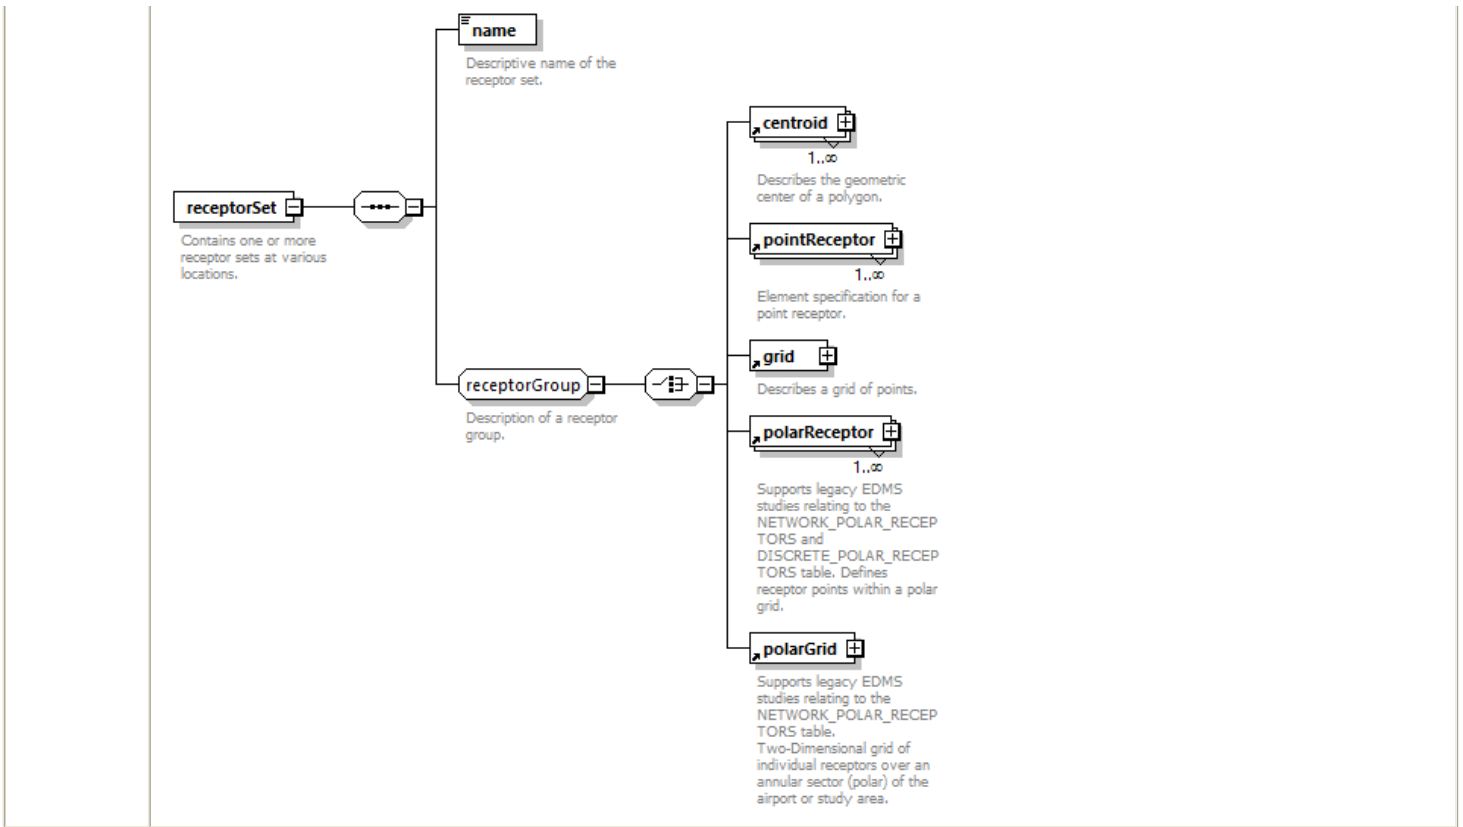 name
Descriptive name of the
receptor set.
centroid
1..∞
Describes the geometric
center of a polygon.
receptorSet
Contains one or more
receptor sets at various
locations.
pointReceptor
1..∞
Element specification for a
point receptor.
grid
Describes a grid of points.
receptorGroup
Description of a receptor
group.
polarReceptor
1..∞
Supports legacy EDMS
studies relating to the
NETWORK_POLAR_RECEP
TORS and
DISCRETE_POLAR_RECEP
TORS table. Defines
receptor points within a polar
grid.
polarGrid
Supports legacy EDMS
studies relating to the
NETWORK_POLAR_RECEP
TORS table.
Two-Dimensional grid of
individual receptors over an
annular sector (polar) of the
airport or study area.